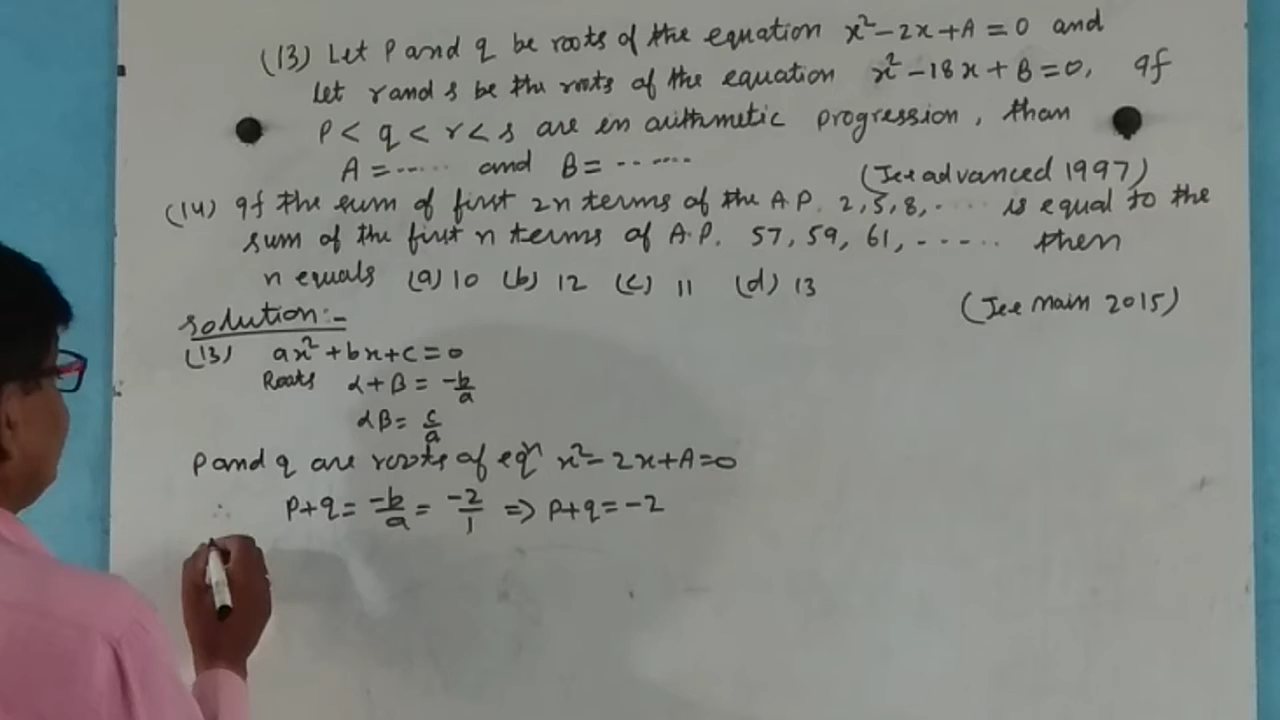 (13) Let P and q be roots of the equation x²-2x+A=0 and
Let r and s be the roots of the equation x²-18x+B=0, If
P<q<r<s are en arithmetic progression, than
A=..... and B=......
(Jee advanced 1997)
(14) If the sum of first 2n terms of the A.P. 2,5,8,.... is equal to the
sum of the first n terms of A.P. 57, 59, 61,...... then
n equals (a) 10 (b) 12 (c) 11 (d) 13
(Jee main 2015)
Solution:-
(13) ax²+bx+c=0
Roots α+β = -b/a
αβ = c/a
P and q are roots of eqn x²-2x+A=0
P+q = -b/a = -2/1 => P+q=-2